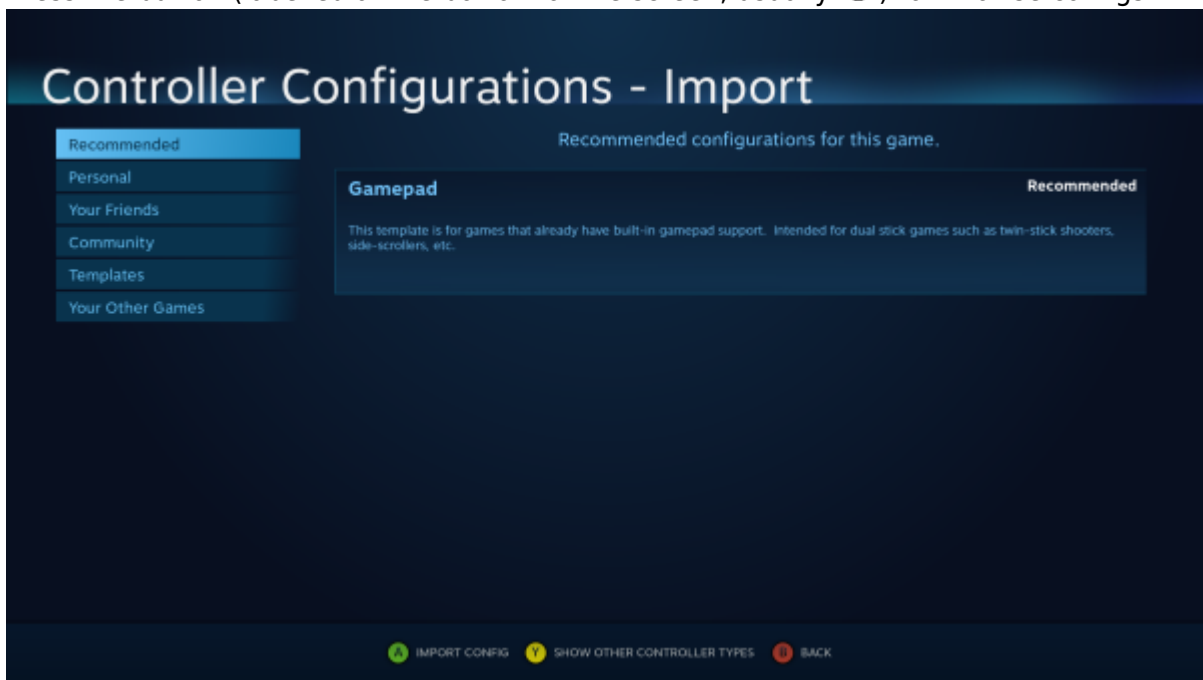 Controller Configurations - Import
Recommended
Personal
Your Friends
Community
Templates
Your Other Games
Recommended configurations for this game.
Gamepad
Recommended
This template is for games that already have built-in gamepad support. Intended for dual stick games such as twin-stick shooters,
side-scrollers, etc.
A IMPORT CONFIG Y SHOW OTHER CONTROLLER TYPES B BACK